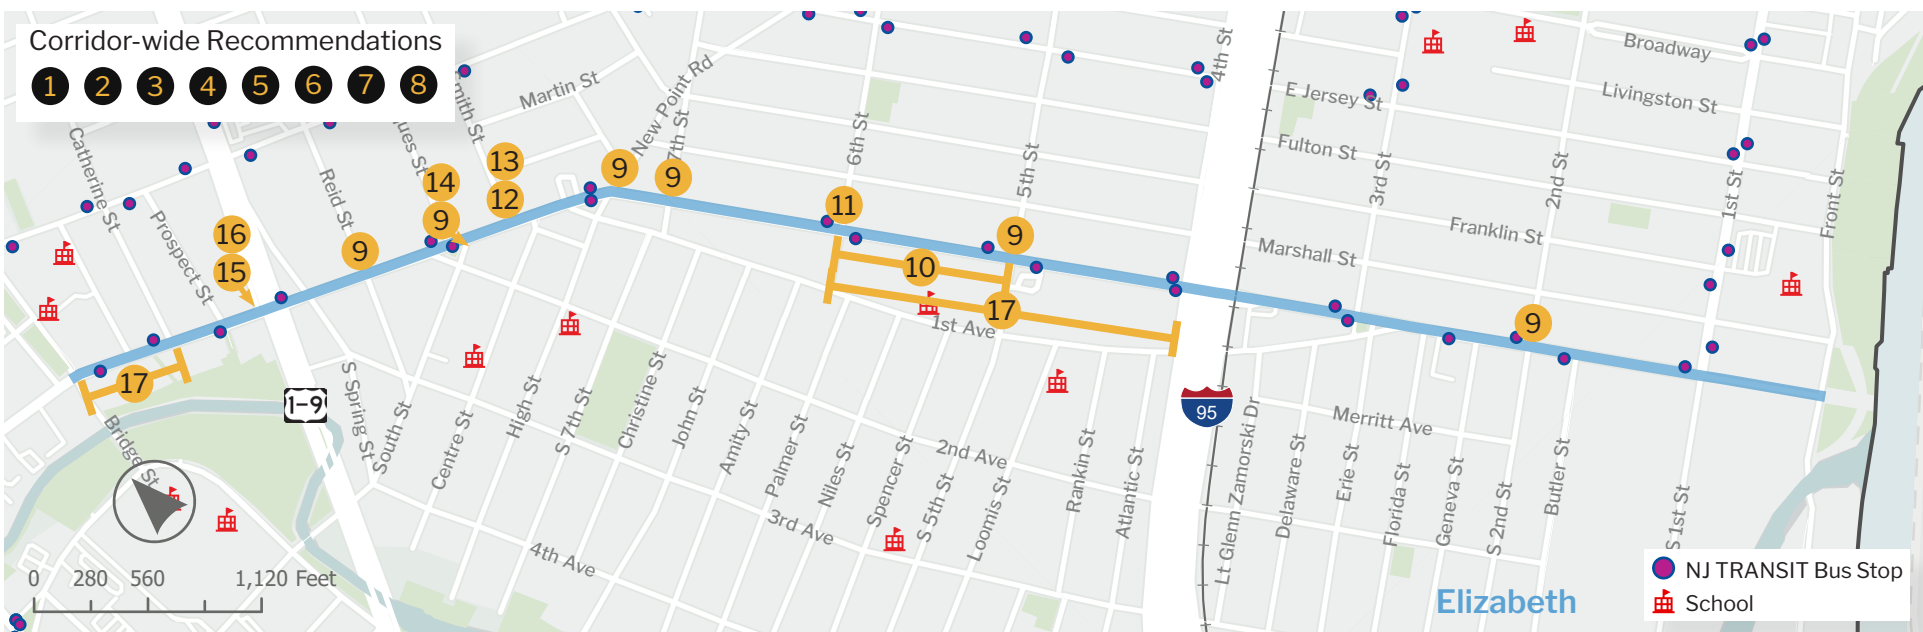 Corridor-wide Recommendations
1 2 3 4 5 6 7 8
Broadway
Livingston St
4th St
E Jersey St
Fulton St
3rd St
2nd St
1st St
Front St
Franklin St
Marshall St
Martin St
New Point Rd
7th St
6th St
5th St
Catherine St
Prospect St
Reid St
St
St
16
15
9
14
9
13
12
9
9
11
10
9
17
9
17
1st Ave
1-9
95
Bridge St
S Spring St
South St
Centre St
High St
S 7th St
Christine St
John St
Amity St
Palmer St
Niles St
Spencer St
S 5th St
Loomis St
Rankin St
Atlantic St
2nd Ave
3rd Ave
4th Ave
Lt Glenn Zamorski Dr
Delaware St
Erie St
Florida St
Geneva St
S 2nd St
Butler St
S 1st St
Merritt Ave
0 280 560 1,120 Feet
Elizabeth
NJ TRANSIT Bus Stop
School